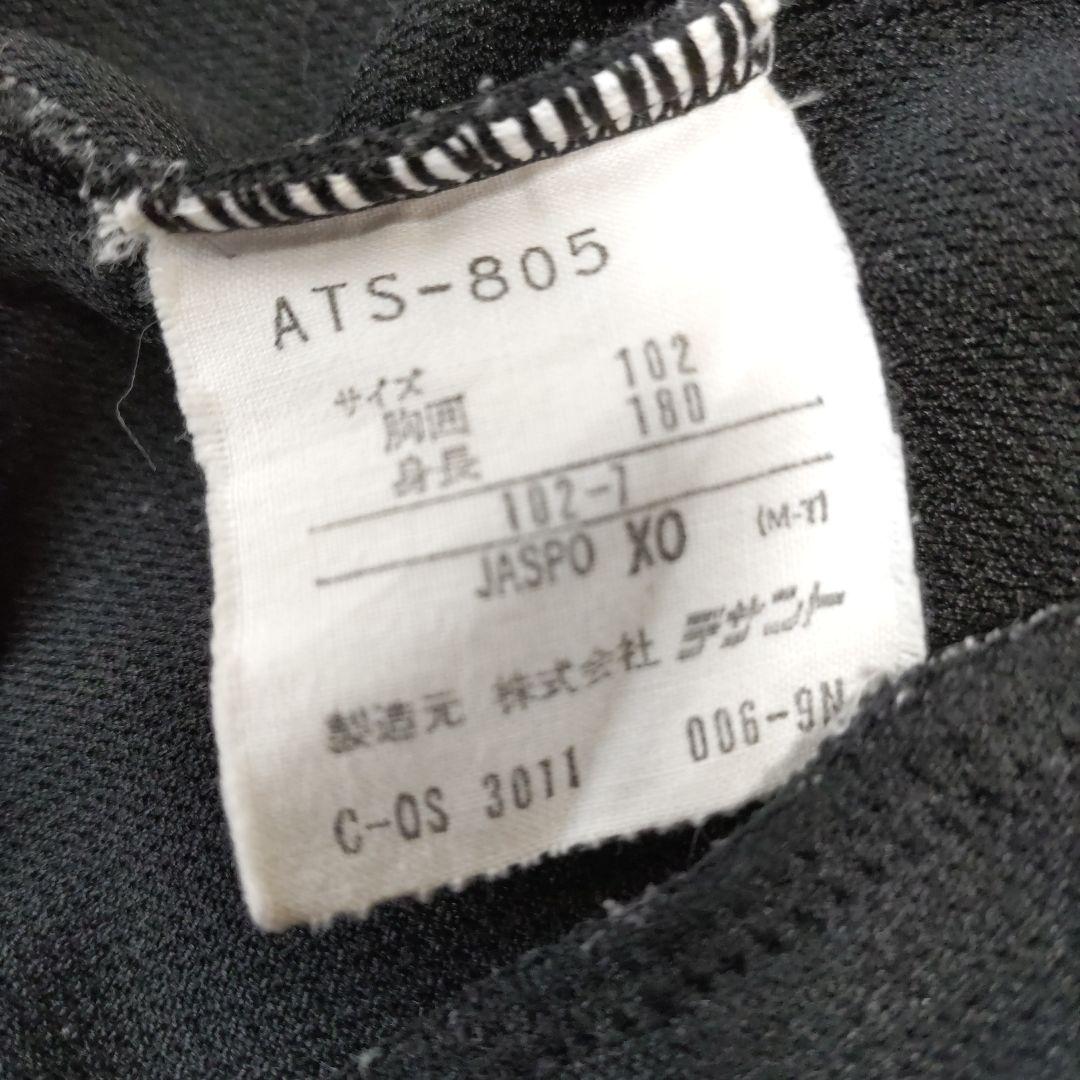 ATS-805
サイズ
胸囲 102
身長 180
102-7
JASPO XO (M-Y)
製造元 株式会社 デサント
C-OS 3011 006-9N